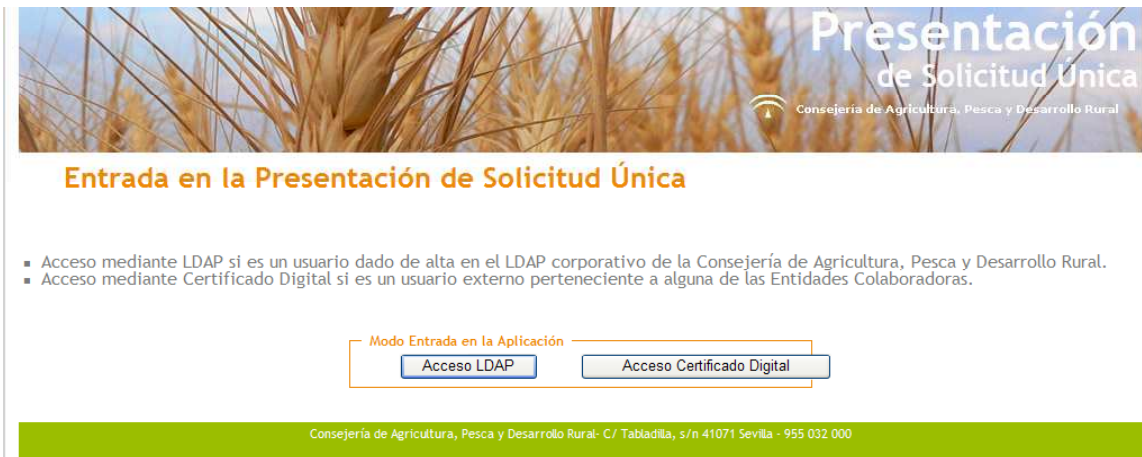 Presentación
de Solicitud Única
Consejería de Agricultura, Pesca y Desarrollo Rural
Entrada en la Presentación de Solicitud Única
Acceso mediante LDAP si es un usuario dado de alta en el LDAP corporativo de la Consejería de Agricultura, Pesca y Desarrollo Rural.
Acceso mediante Certificado Digital si es un usuario externo perteneciente a alguna de las Entidades Colaboradoras.
Modo Entrada en la Aplicación
Acceso LDAP Acceso Certificado Digital
Consejería de Agricultura, Pesca y Desarrollo Rural- C/ Tabladilla, s/n 41071 Sevilla - 955 032 000